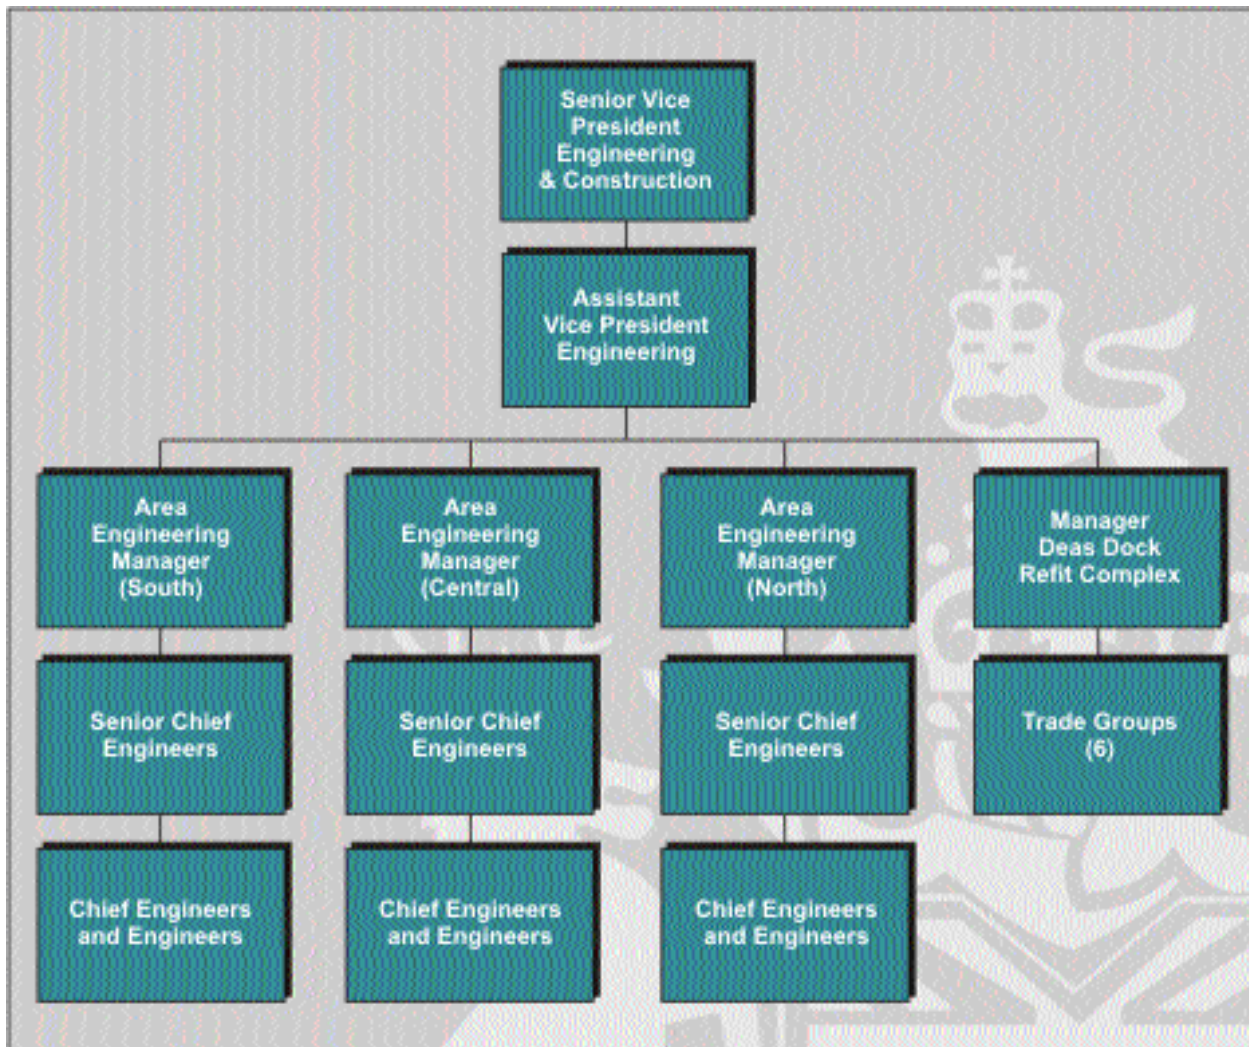 Senior Vice
President
Engineering
& Construction
Assistant
Vice President
Engineering
Area
Engineering
Manager
(South)
Area
Engineering
Manager
(Central)
Area
Engineering
Manager
(North)
Manager
Deas Dock
Refit Complex
Senior Chief
Engineers
Senior Chief
Engineers
Senior Chief
Engineers
Trade Groups
(6)
Chief Engineers
and Engineers
Chief Engineers
and Engineers
Chief Engineers
and Engineers